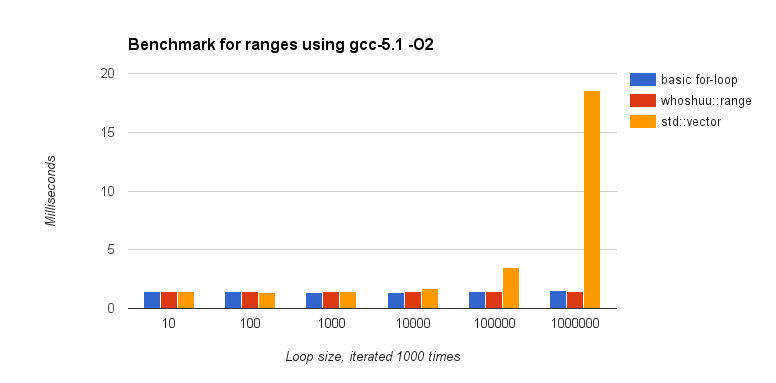 Benchmark for ranges using gcc-5.1 -O2
20
15
10
5
0
Milliseconds
10 100 1000 10000 100000 1000000
Loop size, iterated 1000 times
basic for-loop
whoshuu::range
std::vector